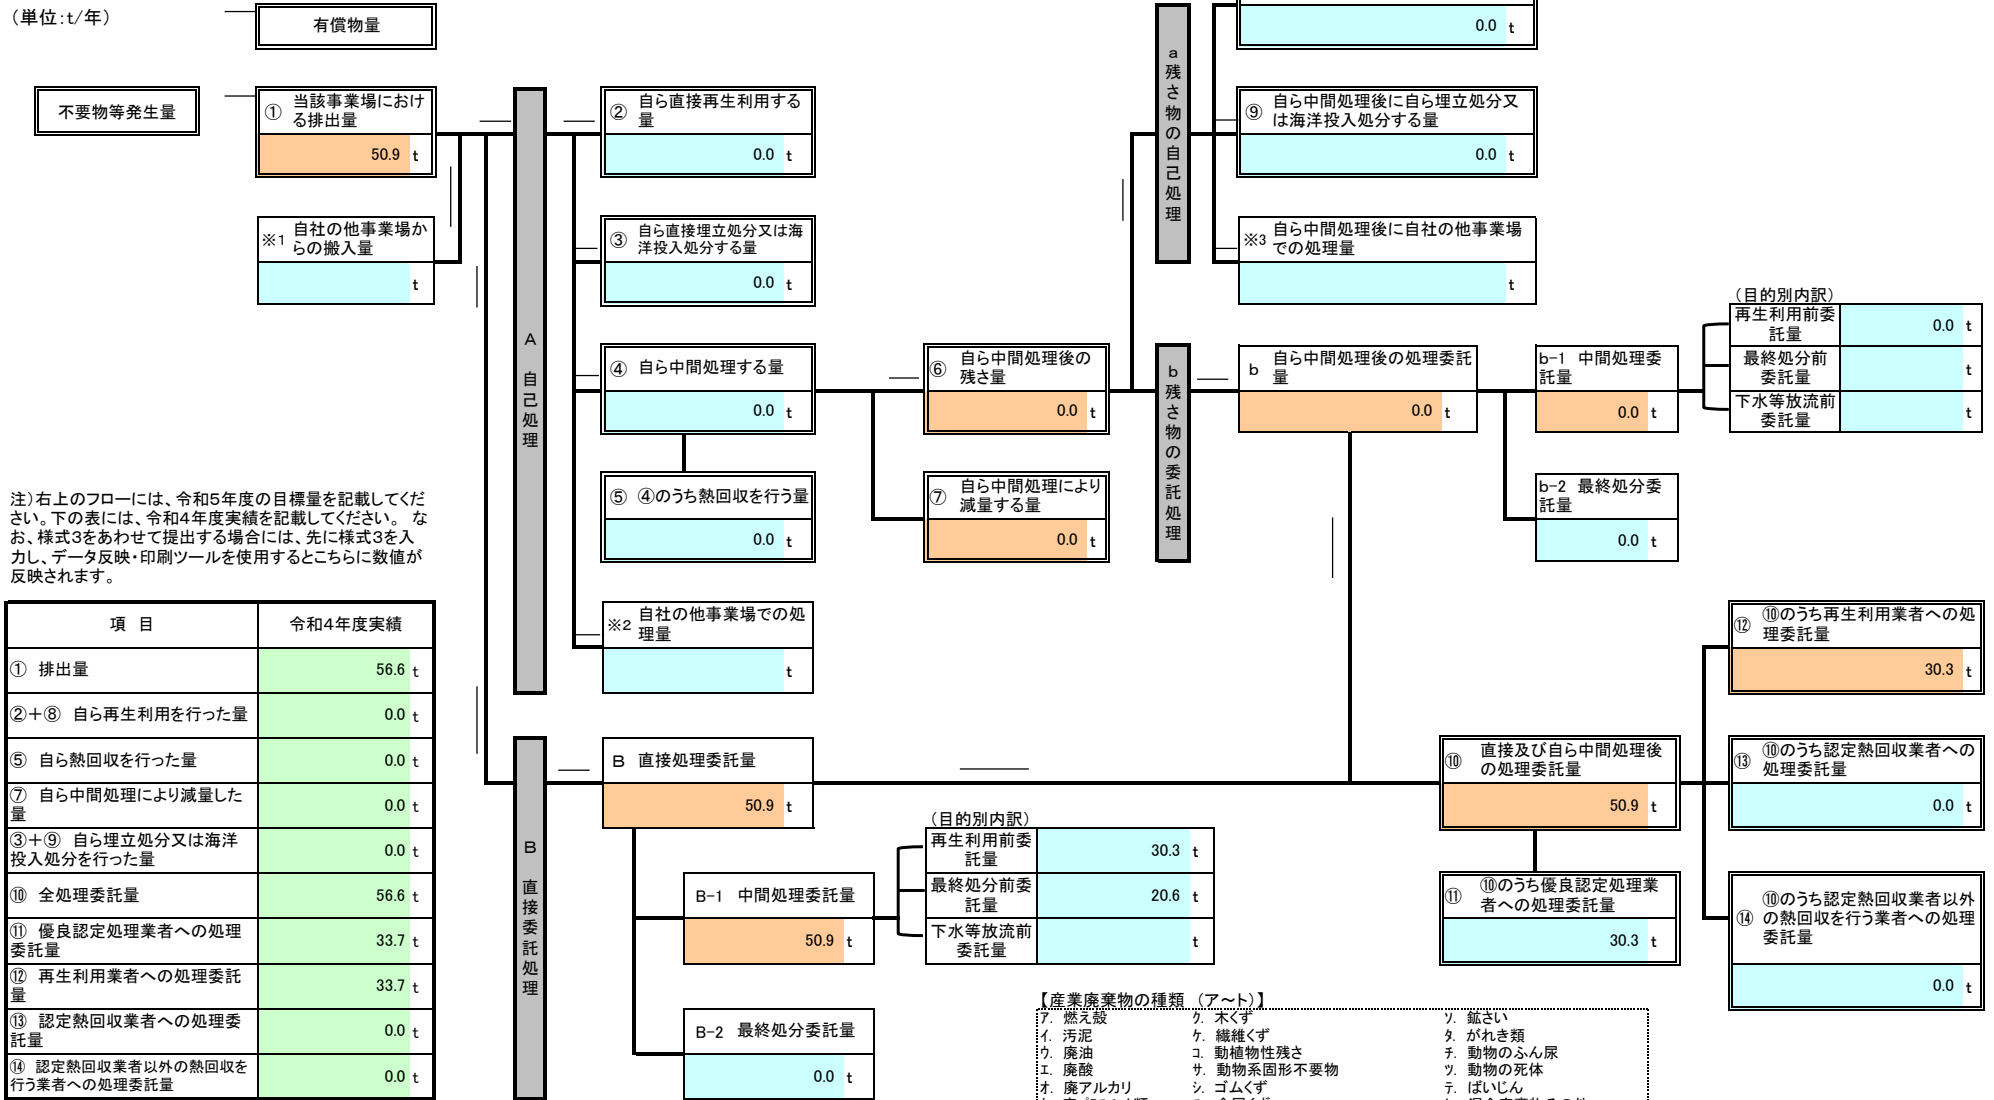 （単位:t/年）
有償物量
不要物等発生量
① 当該事業場におけ
る排出量
50.9 t
※1 自社の他事業場か
らの搬入量
t
A 自己処理
② 自ら直接再生利用する
量
0.0 t
③ 自ら直接埋立処分又は海
洋投入処分する量
0.0 t
④ 自ら中間処理する量
0.0 t
⑤ ④のうち熱回収を行う量
0.0 t
※2 自社の他事業場での処
理量
t
⑥ 自ら中間処理後の
残さ量
0.0 t
⑦ 自ら中間処理により
減量する量
0.0 t
a 残さ物の自己処理
0.0 t
⑨ 自ら中間処理後に自ら埋立処分又
は海洋投入処分する量
0.0 t
※3 自ら中間処理後に自社の他事業場
での処理量
t
b 残さ物の委託処理
b 自ら中間処理後の処理委託
量
0.0 t
b-1 中間処理委
託量
0.0 t
b-2 最終処分委
託量
0.0 t
（目的別内訳）
再生利用前委
託量
0.0 t
最終処分前
委託量
t
下水等放流前
委託量
t
注）右上のフローには、令和5年度の目標量を記載してくだ
さい。下の表には、令和4年度実績を記載してください。 な
お、様式3をあわせて提出する場合には、先に様式3を入
力し、データ反映・印刷ツールを使用するとこちらに数値が
反映されます。
項 目 令和4年度実績
① 排出量 56.6 t
②＋⑧ 自ら再生利用を行った量 0.0 t
⑤ 自ら熱回収を行った量 0.0 t
⑦ 自ら中間処理により減量した
量 0.0 t
③＋⑨ 自ら埋立処分又は海洋
投入処分を行った量 0.0 t
⑩ 全処理委託量 56.6 t
⑪ 優良認定処理業者への処理
委託量 33.7 t
⑫ 再生利用業者への処理委託
量 33.7 t
⑬ 認定熱回収業者への処理委
託量 0.0 t
⑭ 認定熱回収業者以外の熱回収を
行う業者への処理委託量 0.0 t
B 直接委託処理
B 直接処理委託量
50.9 t
B-1 中間処理委託量
50.9 t
B-2 最終処分委託量
0.0 t
（目的別内訳）
再生利用前委
託量
30.3 t
最終処分前委
託量
20.6 t
下水等放流前
委託量
t
⑩ 直接及び自ら中間処理後
の処理委託量
50.9 t
⑪ ⑩のうち優良認定処理業
者への処理委託量
30.3 t
⑫ ⑩のうち再生利用業者への処
理委託量
30.3 t
⑬ ⑩のうち認定熱回収業者への
処理委託量
0.0 t
⑭ ⑩のうち認定熱回収業者以外
の熱回収を行う業者への処理
委託量
0.0 t
【産業廃棄物の種類 （ア～ト）】
ア. 燃え殻 ク. 木くず ソ. 鉱さい
イ. 汚泥 ケ. 繊維くず タ. がれき類
ウ. 廃油 コ. 動植物性残さ チ. 動物のふん尿
エ. 廃酸 サ. 動物系固形不要物 ツ. 動物の死体
オ. 廃アルカリ シ. ゴムくず テ. ばいじん